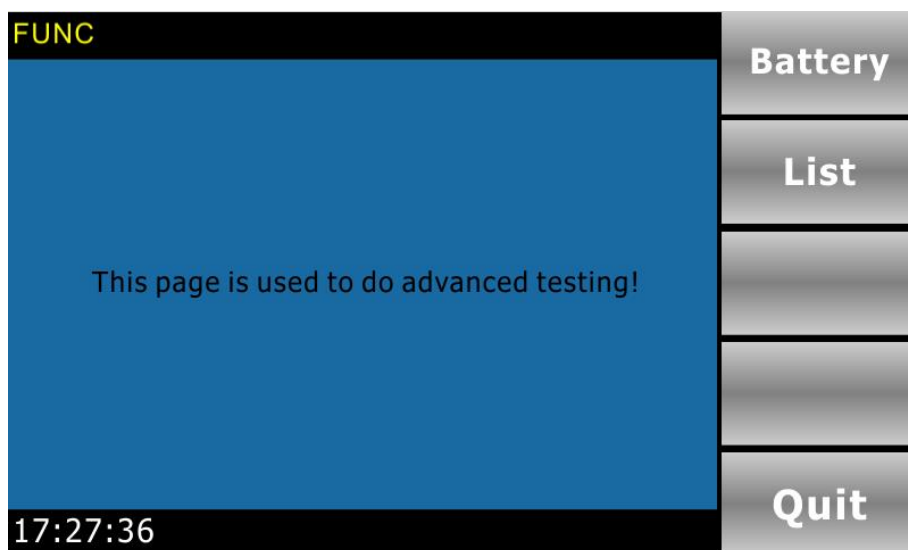 FUNC
Battery
List
This page is used to do advanced testing!
Quit
17:27:36